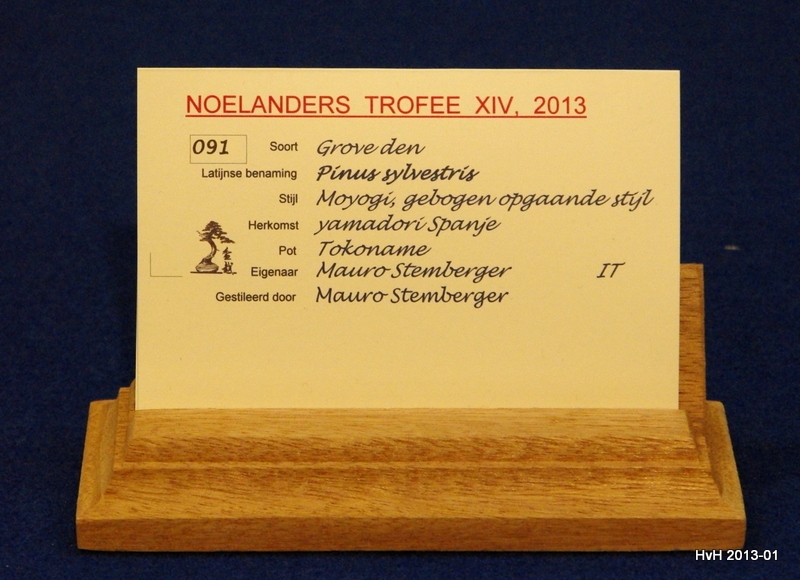 NOELANDERS TROFEE XIV, 2013
091 Soort Grove den
Latijnse benaming Pinus sylvestris
Stijl Moyogi, gebogen opgaande stijl
Herkomst yamadori Spanje
Pot Tokoname
Eigenaar Mauro Stemberger IT
Gestileerd door Mauro Stemberger
HvH 2013-01